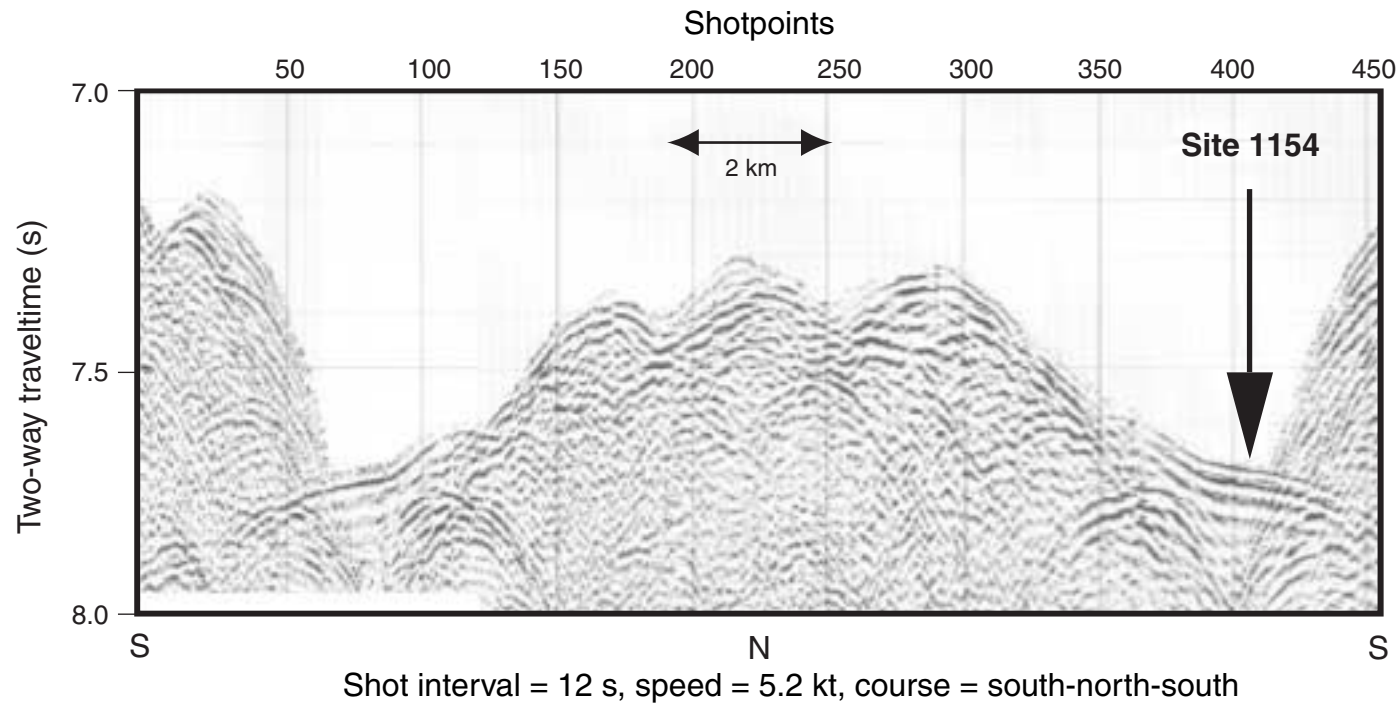 Shotpoints
50 100 150 200 250 300 350 400 450
7.0
Site 1154
2 km
Two-way traveltime (s)
7.5
8.0
S N S
Shot interval = 12 s, speed = 5.2 kt, course = south-north-south